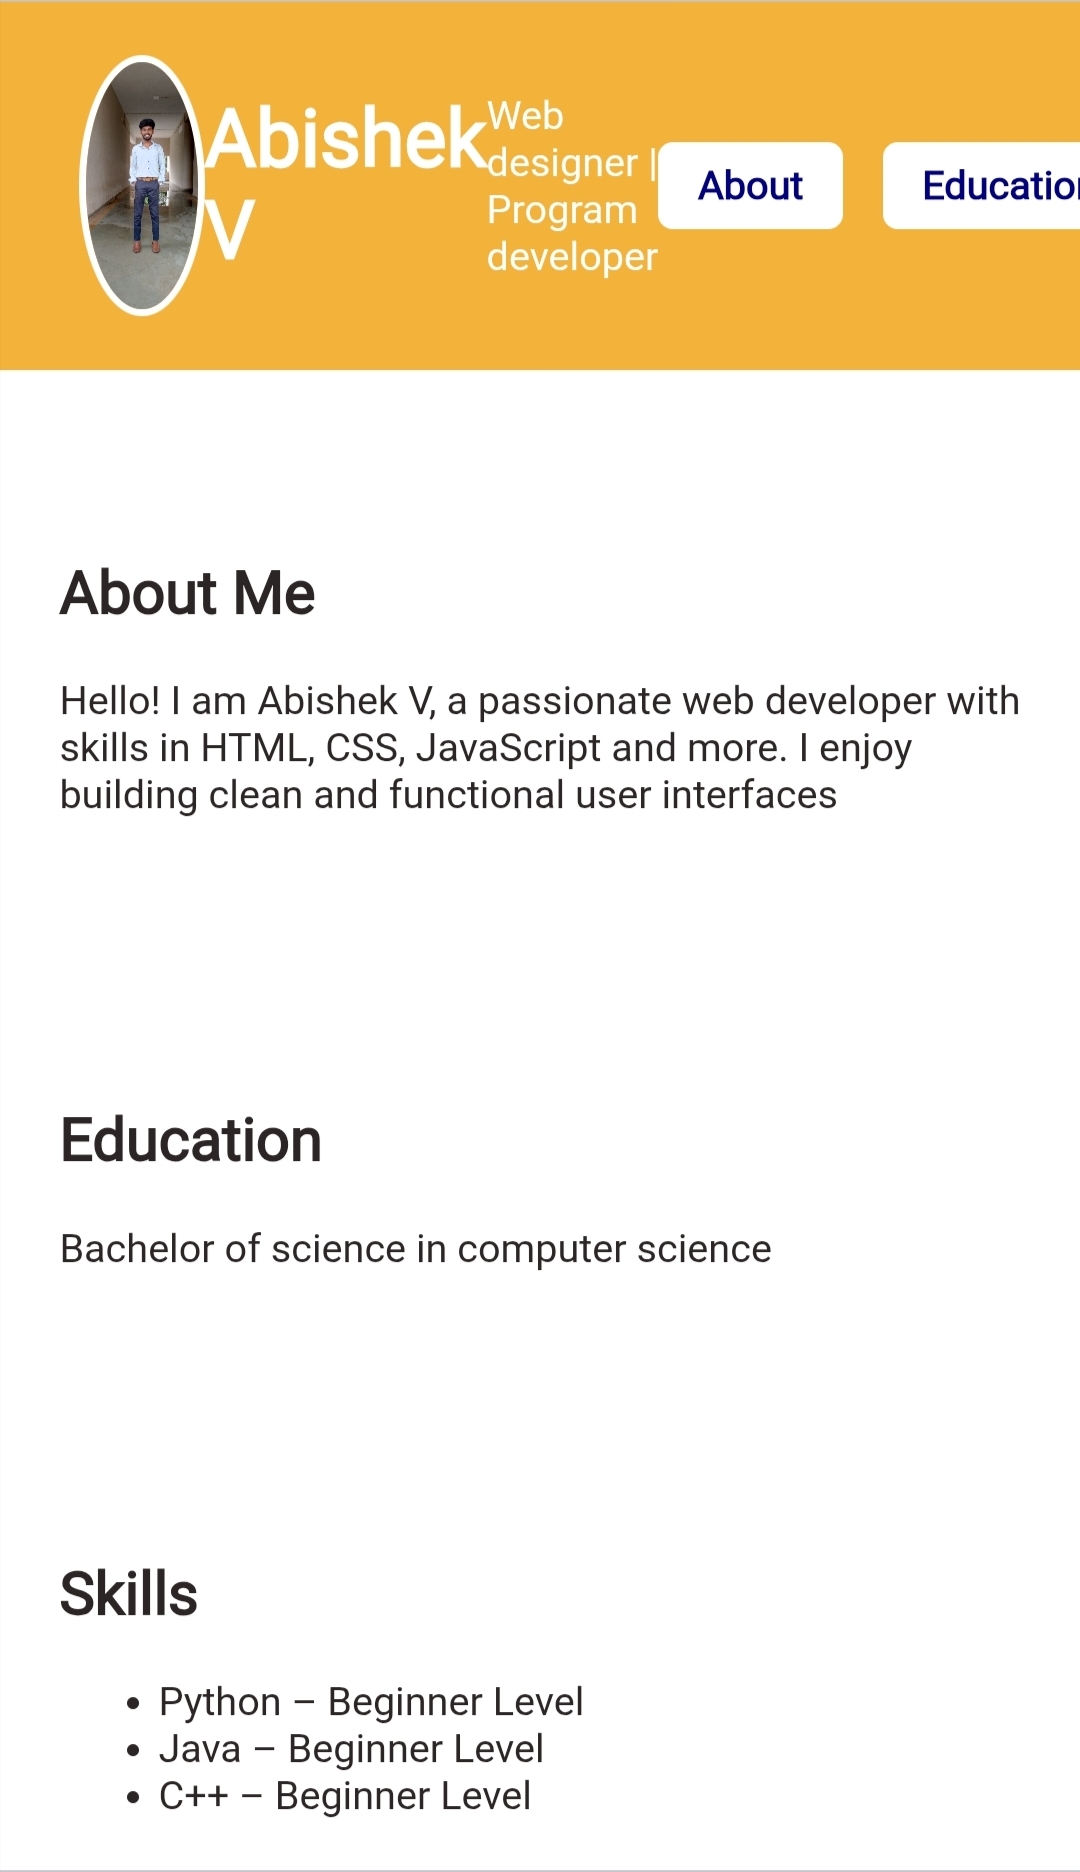 Abishek
V
Web
designer |
Program
developer
About
Education
About Me
Hello! I am Abishek V, a passionate web developer with
skills in HTML, CSS, JavaScript and more. I enjoy
building clean and functional user interfaces
Education
Bachelor of science in computer science
Skills
• Python – Beginner Level
• Java – Beginner Level
• C++ – Beginner Level